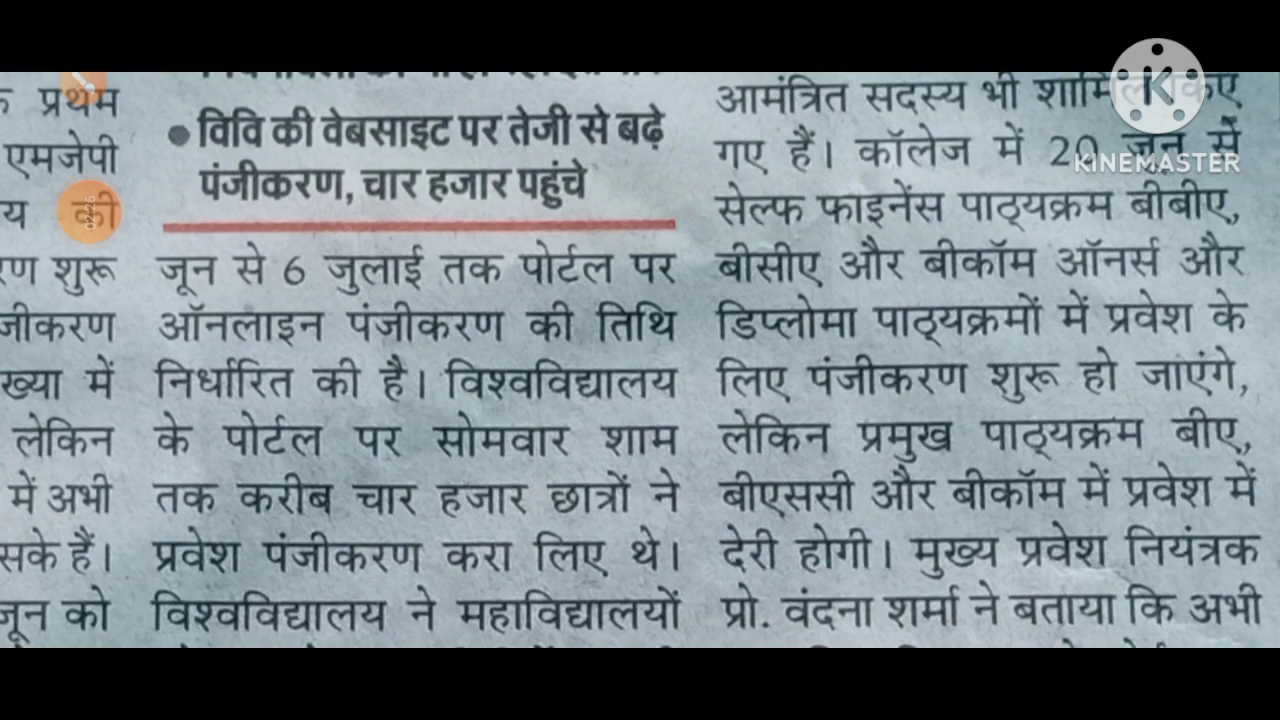 प्रथम
एमजेपी
य की
रण शुरू
जीकरण
ख्या में
लेकिन
में अभी
सके हैं।
जून को
• विवि की वेबसाइट पर तेजी से बढ़े
पंजीकरण, चार हजार पहुंचे
जून से 6 जुलाई तक पोर्टल पर
ऑनलाइन पंजीकरण की तिथि
निर्धारित की है। विश्वविद्यालय
के पोर्टल पर सोमवार शाम
तक करीब चार हजार छात्रों ने
प्रवेश पंजीकरण करा लिए थे।
विश्वविद्यालय ने महाविद्यालयों
आमंत्रित सदस्य भी शामिल किए
गए हैं। कॉलेज में 20 जून से
सेल्फ फाइनेंस पाठ्यक्रम बीबीए,
बीसीए और बीकॉम ऑनर्स और
डिप्लोमा पाठ्यक्रमों में प्रवेश के
लिए पंजीकरण शुरू हो जाएंगे,
लेकिन प्रमुख पाठ्यक्रम बीए,
बीएससी और बीकॉम में प्रवेश में
देरी होगी। मुख्य प्रवेश नियंत्रक
प्रो. वंदना शर्मा ने बताया कि अभी
K
KINEMASTER
02:26